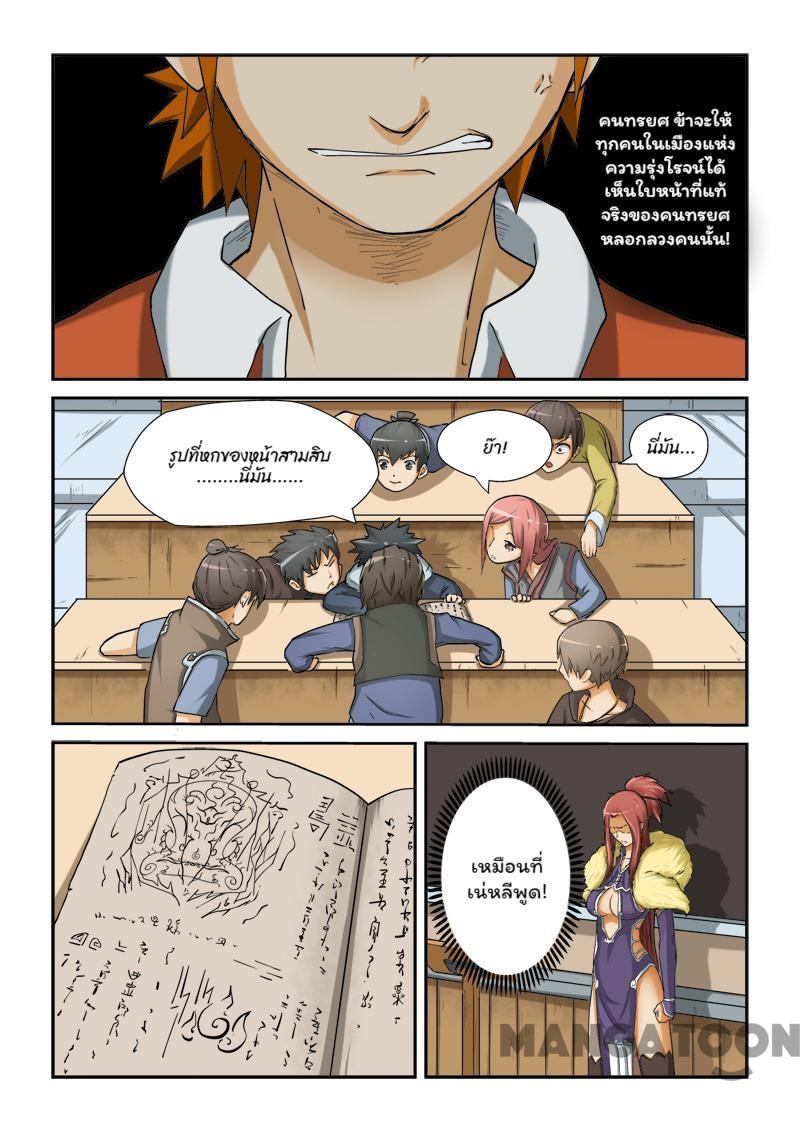 คนทรยศ ข้าจะให้
ทุกคนในเมืองแห่ง
ความรุ่งโรจน์ได้
เห็นใบหน้าที่แท้
จริงของคนทรยศ
หลอกลวงคนนั้น!
รูปที่หกของหน้าสามสิบ
........นี่มัน......
ย๊า!
นี่มัน...
เหมือนที่
เน่หลีพูด!
MANGATOON